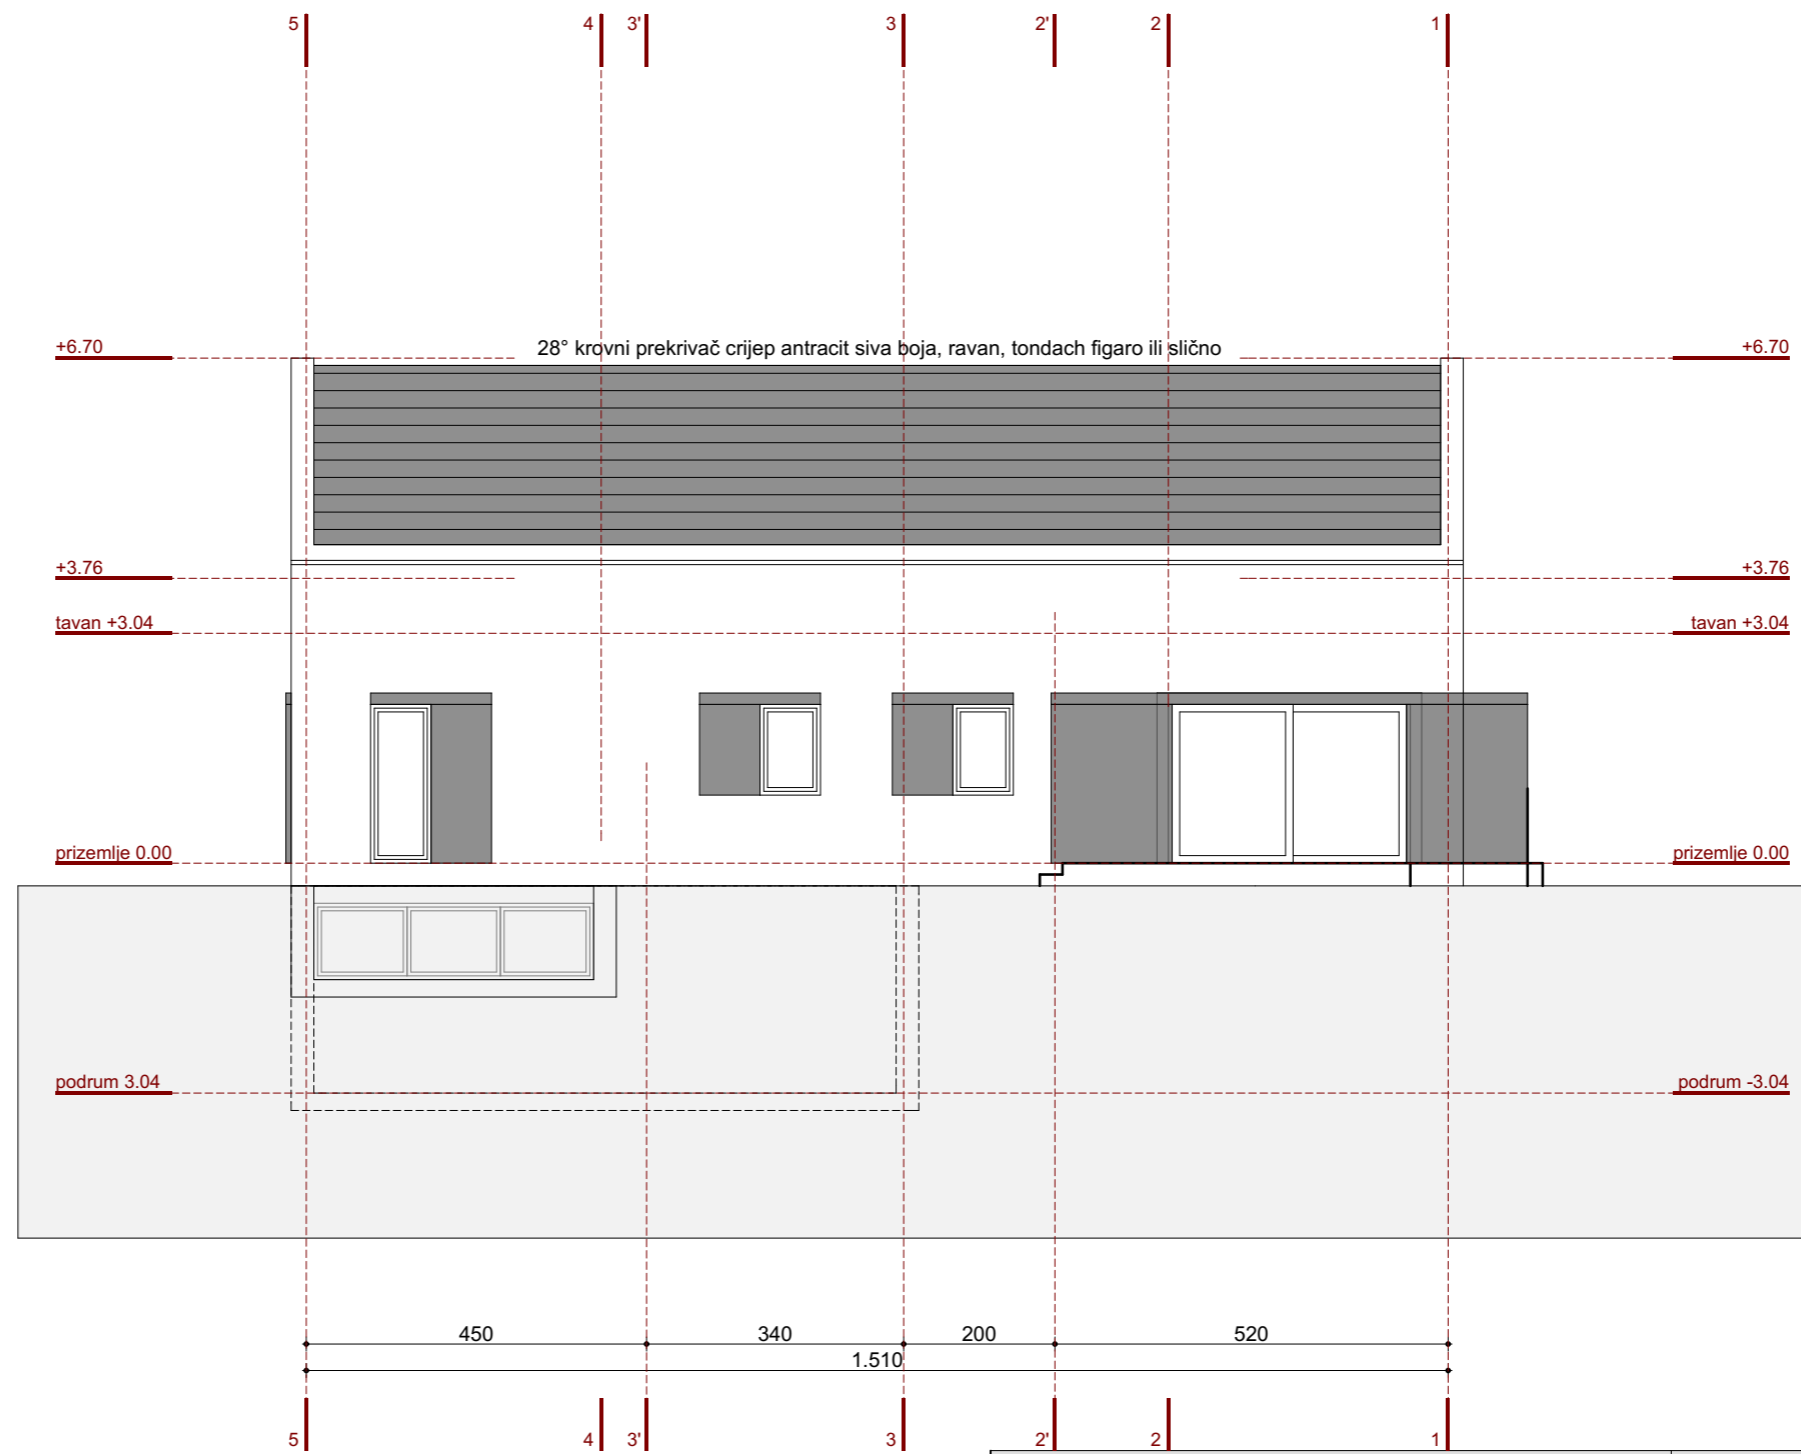 5 4 3' 3 2' 2 1
+6.70 28° krovni prekrivač crijep antracit siva boja, ravan, tondach figaro ili slično +6.70
+3.76 +3.76
tavan +3.04 tavan +3.04
prizemlje 0.00 prizemlje 0.00
podrum 3.04 podrum -3.04
450 340 200 520
1.510
5 4 3' 3 2' 2 1